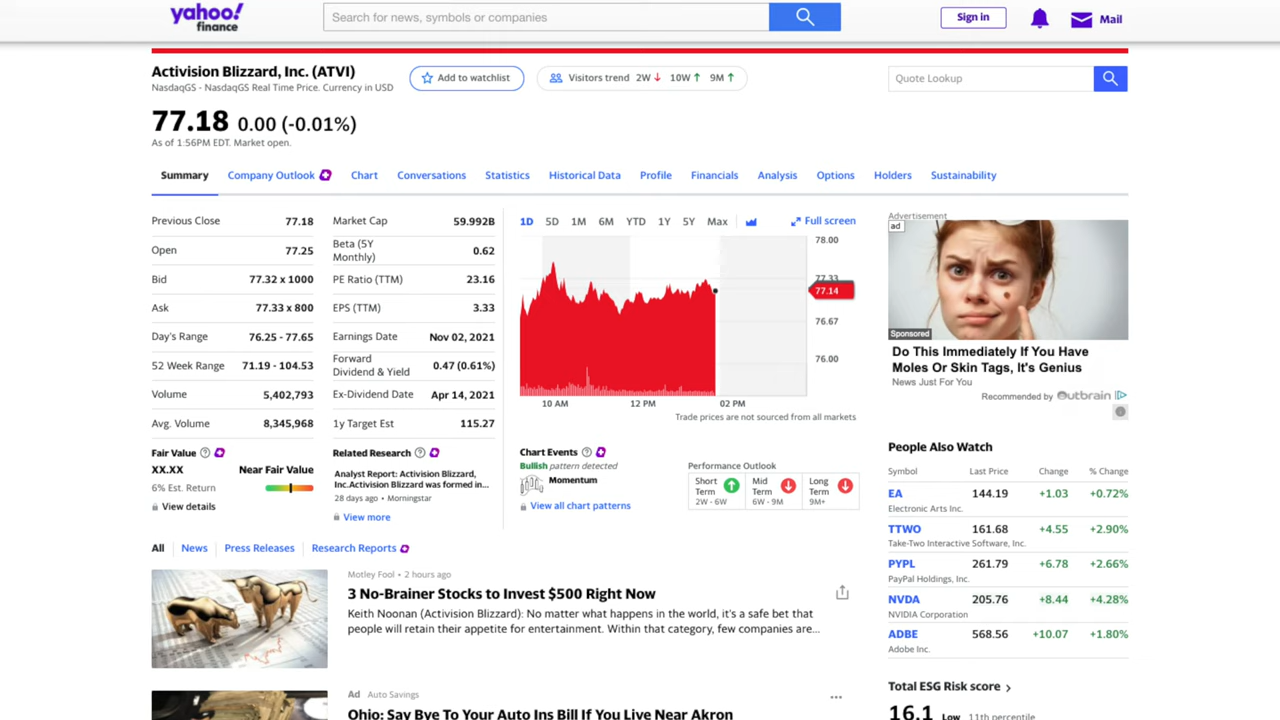 yahoo!
finance
Search for news, symbols or companies
Sign in
Mail
Activision Blizzard, Inc. (ATVI)
NasdaqGS - NasdaqGS Real Time Price. Currency in USD
Add to watchlist
Visitors trend 2W 10W 9M
Quote Lookup
77.18 0.00 (-0.01%)
As of 1:56PM EDT. Market open.
Summary Company Outlook Chart Conversations Statistics Historical Data Profile Financials Analysis Options Holders Sustainability
Previous Close 77.18
Open 77.25
Bid 77.32 x 1000
Ask 77.33 x 800
Day's Range 76.25 - 77.65
52 Week Range 71.19 - 104.53
Volume 5,402,793
Avg. Volume 8,345,968
Market Cap 59.992B
Beta (5Y
Monthly) 0.62
PE Ratio (TTM) 23.16
EPS (TTM) 3.33
Earnings Date Nov 02, 2021
Forward
Dividend & Yield 0.47 (0.61%)
Ex-Dividend Date Apr 14, 2021
1y Target Est 115.27
1D 5D 1M 6M YTD 1Y 5Y Max
Full screen
78.00
77.33
77.14
76.67
76.00
10 AM 12 PM 02 PM
Trade prices are not sourced from all markets
Fair Value
XX.XX Near Fair Value
6% Est. Return
View details
Related Research
Analyst Report: Activision Blizzard,
Inc.Activision Blizzard was formed in...
28 days ago • Morningstar
View more
Chart Events
Bullish pattern detected
Momentum
View all chart patterns
Performance Outlook
Short
Term
2W - 6W
Mid
Term
6W - 9M
Long
Term
9M+
All News Press Releases Research Reports
Motley Fool • 2 hours ago
3 No-Brainer Stocks to Invest $500 Right Now
Keith Noonan (Activision Blizzard): No matter what happens in the world, it's a safe bet that
people will retain their appetite for entertainment. Within that category, few companies are...
Ad Auto Savings
Ohio: Say Bye To Your Auto Ins Bill If You Live Near Akron
Advertisement
ad
Sponsored
Do This Immediately If You Have
Moles Or Skin Tags, It's Genius
News Just For You
Recommended by Outbrain
People Also Watch
Symbol Last Price Change % Change
EA 144.19 +1.03 +0.72%
Electronic Arts Inc.
TTWO 161.68 +4.55 +2.90%
Take-Two Interactive Software, Inc.
PYPL 261.79 +6.78 +2.66%
PayPal Holdings, Inc.
NVDA 205.76 +8.44 +4.28%
NVIDIA Corporation
ADBE 568.56 +10.07 +1.80%
Adobe Inc.
Total ESG Risk score
16.1 Low 11th percentile